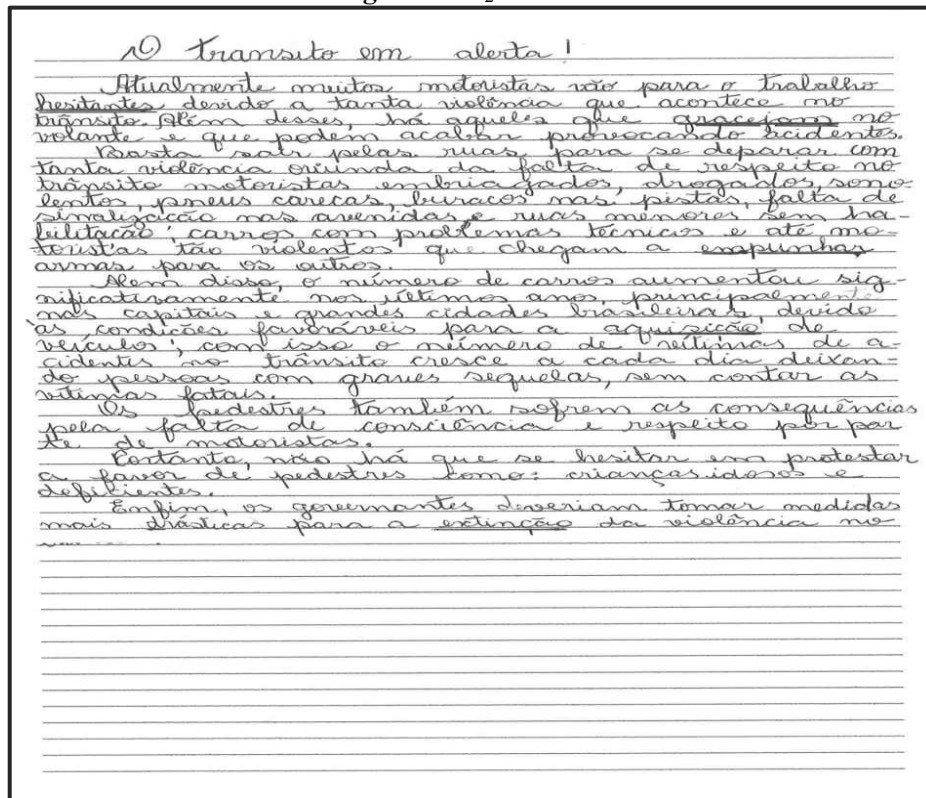 O transito em alerta!
Atualmente muitos motoristas vão para o trabalho
hesitantes devido a tanta violência que acontece no
trânsito. Além desses, há aqueles que gracejam no
volante e que podem acabar provocando acidentes.
Basta sair pelas ruas, para se deparar com
tanta violência oriunda da falta de respeito no
trânsito motoristas embriagados, drogados, sono-
lentos, pneus carecas, buracos nas pistas, falta de
sinalização nas avenidas e ruas, menores sem ha-
bilitação; carros com problemas técnicos e até mo-
toristas tão violentos que chegam a empunhar
armas para os outros.
Alem disso, o número de carros aumentou sig-
nificativamente nos últimos anos, principalmente
nas capitais e grandes cidades brasileiras, devido
às condições favoráveis para a aquisição de
veículos; com isso o número de vítimas de a-
cidentes no trânsito cresce a cada dia deixan-
do pessoas com graves sequelas, sem contar as
vítimas fatais.
Os pedestres também sofrem as consequências
pela falta de consciência e respeito por par
te de motoristas.
Portanto, não há que se hesitar em protestar
a favor de pedestres como: crianças idosos e
deficientes.
Enfim, os governantes deveriam tomar medidas
mais drásticas para a extinção da violência no